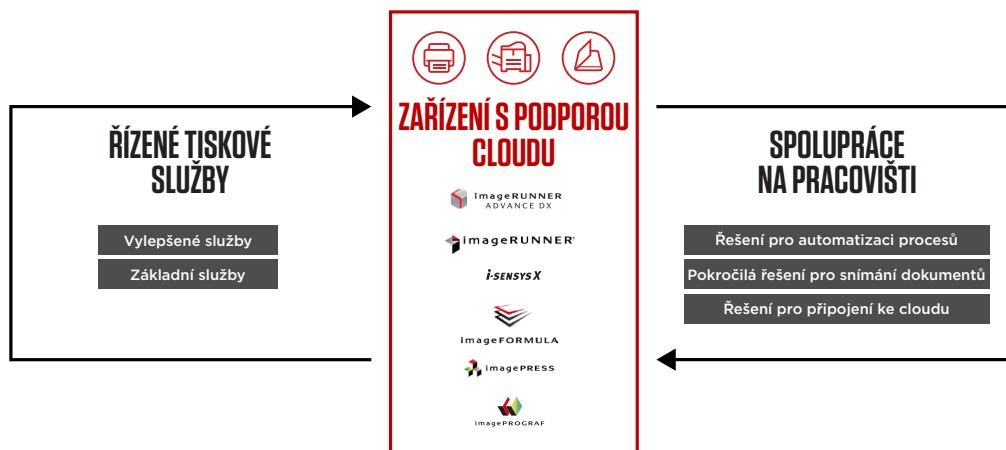 ŘÍZENÉ TISKOVÉ
SLUŽBY
Vylepšené služby
Základní služby
ZAŘÍZENÍ S PODPOROU
CLOUDU
imageRUNNER
ADVANCE DX
imageRUNNER
i-SENSYS X
imageFORMULA
imagePRESS
imagePROGRAF
SPOLUPRÁCE
NA PRACOVIŠTI
Řešení pro automatizaci procesů
Pokročilá řešení pro snímání dokumentů
Řešení pro připojení ke cloudu